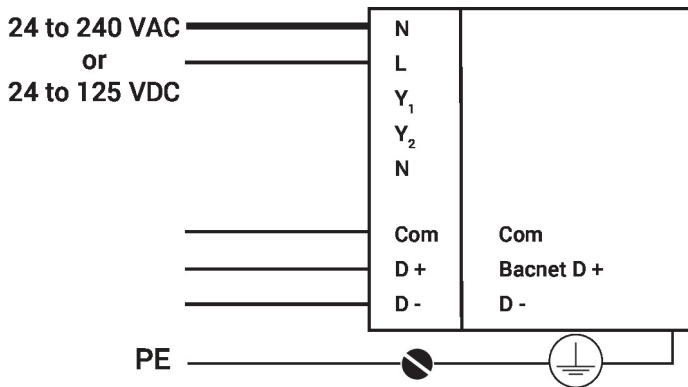 24 to 240 VAC
or
24 to 125 VDC
N
L
Y₁
Y₂
N
Com Com
D + Bacnet D +
D - D -
PE